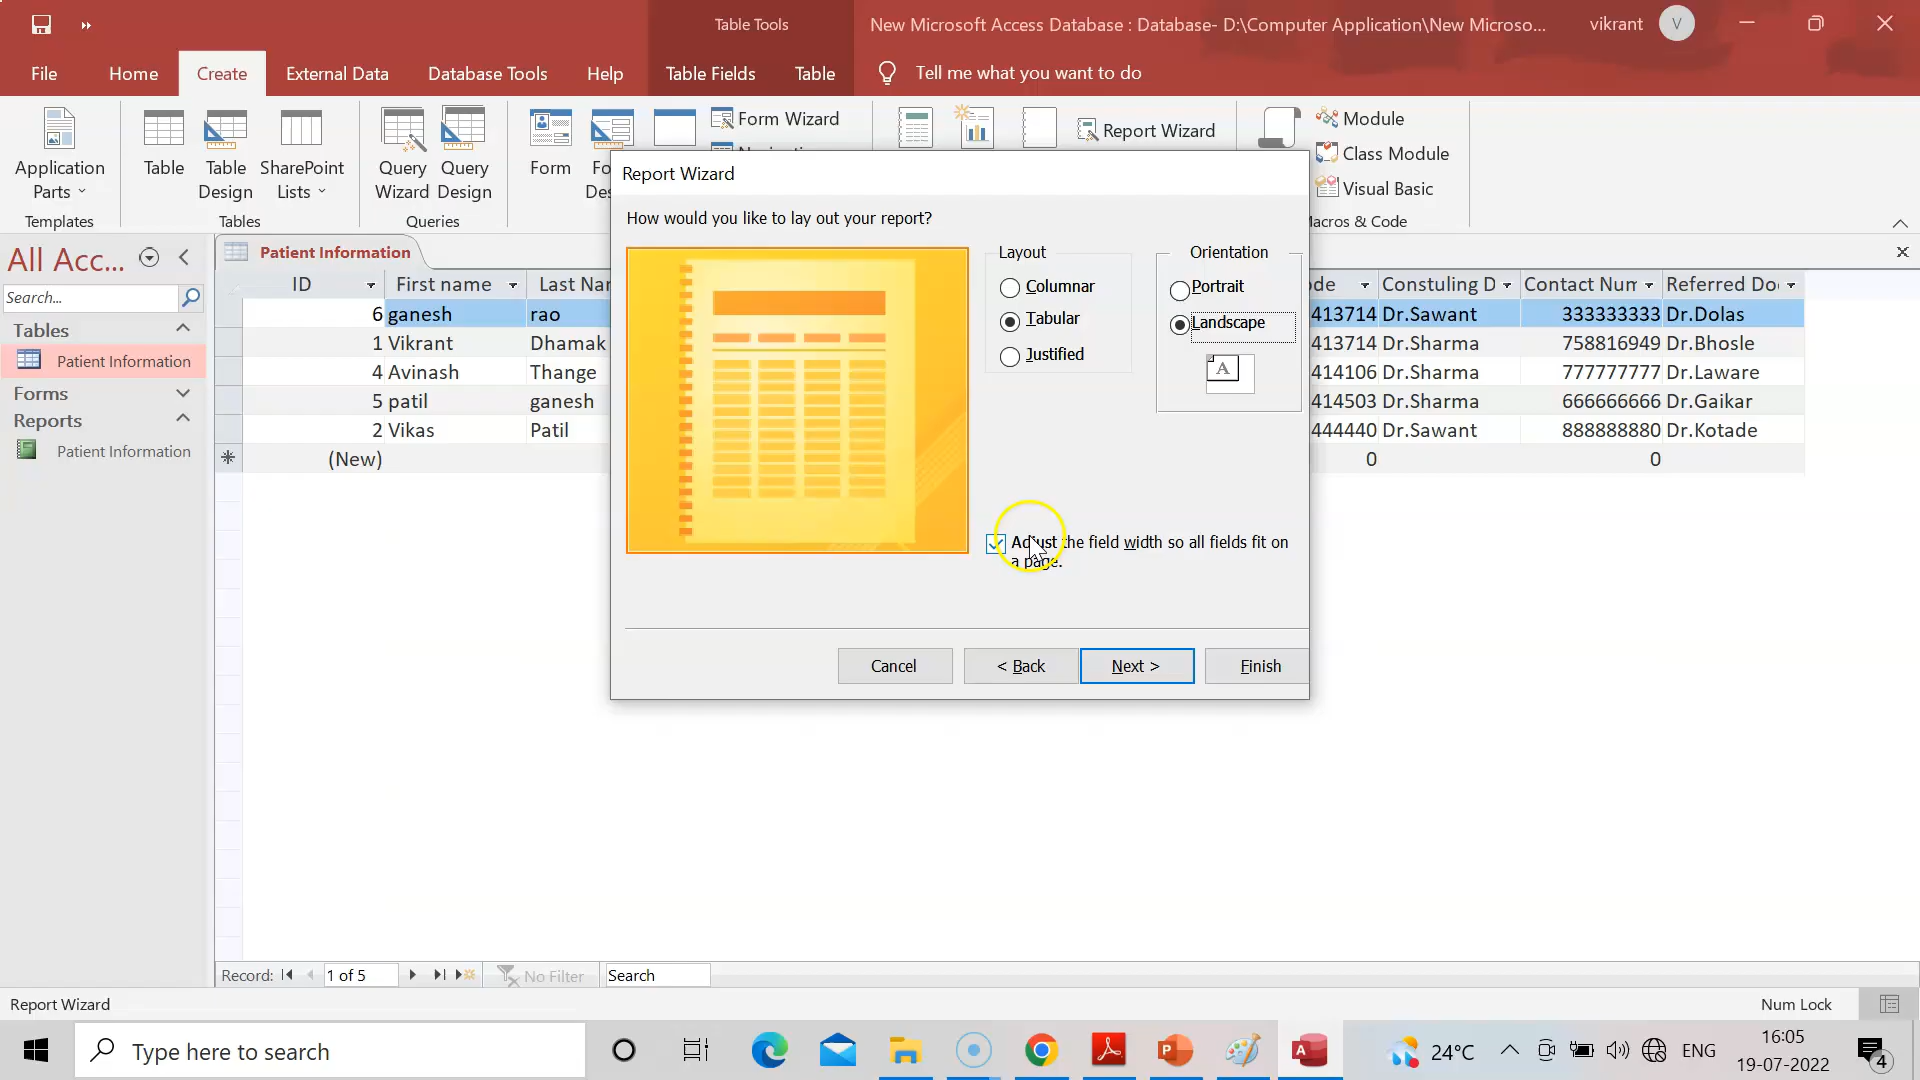 Table Tools
New Microsoft Access Database : Database- D:\Computer Application\New Microso...
vikrant
V
File
Home
Create
External Data
Database Tools
Help
Table Fields
Table
Tell me what you want to do
Application
Parts
Templates
Table
Table
Design
SharePoint
Lists
Tables
Query
Wizard
Query
Design
Queries
Form
Form Wizard
Report Wizard
Module
Class Module
Visual Basic
Macros & Code
Report Wizard
How would you like to lay out your report?
Layout
Columnar
Tabular
Justified
Orientation
Portrait
Landscape
A
Adjust the field width so all fields fit on
a page.
Cancel
< Back
Next >
Finish
All Acc...
Search...
Tables
Patient Information
Forms
Reports
Patient Information
Patient Information
ID First name Last Nar
6 ganesh rao
1 Vikrant Dhamak
4 Avinash Thange
5 patil ganesh
2 Vikas Patil
(New)
ode Constuling D Contact Num Referred Do
413714 Dr.Sawant 333333333 Dr.Dolas
413714 Dr.Sharma 758816949 Dr.Bhosle
414106 Dr.Sharma 777777777 Dr.Laware
414503 Dr.Sharma 666666666 Dr.Gaikar
444440 Dr.Sawant 888888880 Dr.Kotade
0 0
Record: 1 of 5 No Filter Search
Report Wizard
Num Lock
Type here to search
24°C
ENG
16:05
19-07-2022
4